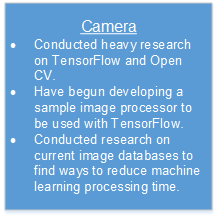 Camera
• Conducted heavy research
on TensorFlow and Open
CV.
• Have begun developing a
sample image processor to
be used with TensorFlow.
• Conducted research on
current image databases to
find ways to reduce machine
learning processing time.